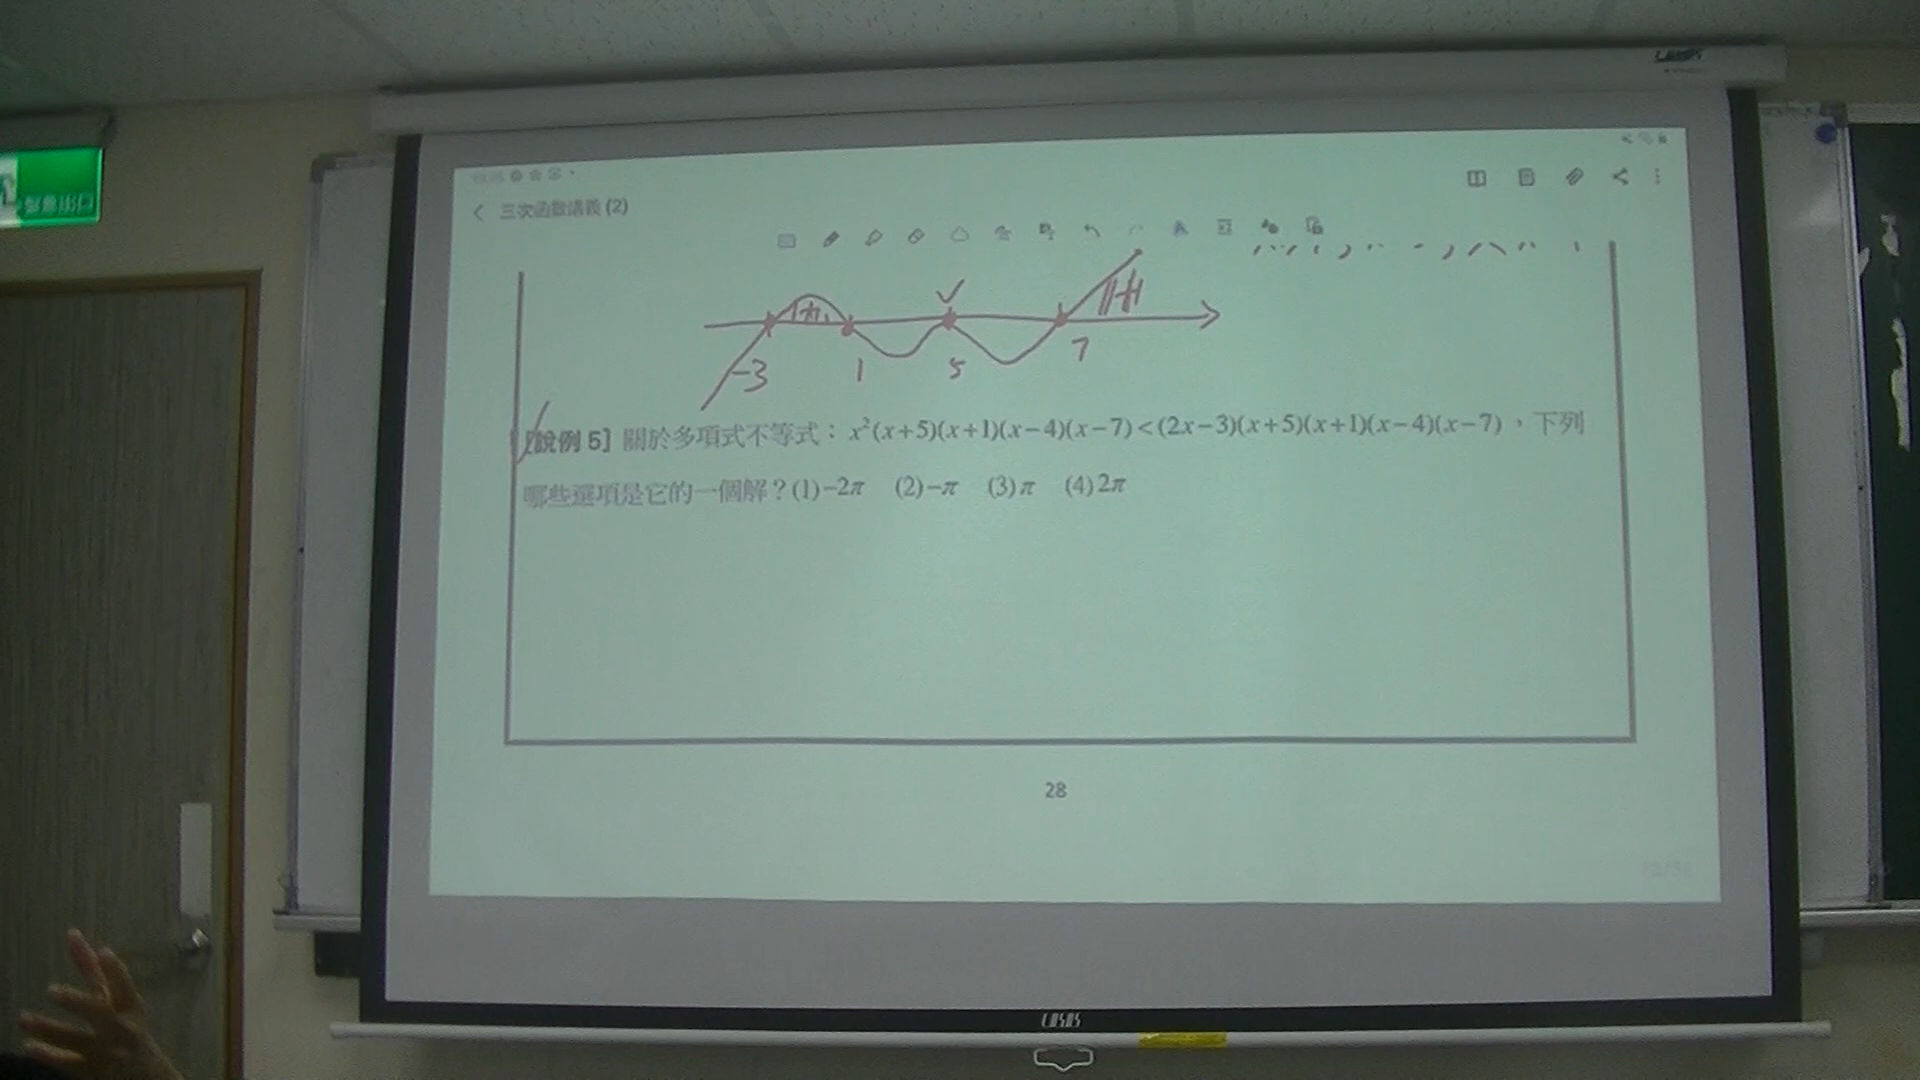 三次函數講義 (2)
-3 1 5 7
[說例 5] 關於多項式不等式：x²(x+5)(x+1)(x−4)(x−7)<(2x−3)(x+5)(x+1)(x−4)(x−7)，下列
哪些選項是它的一個解？(1)−2π (2)−π (3)π (4)2π
28